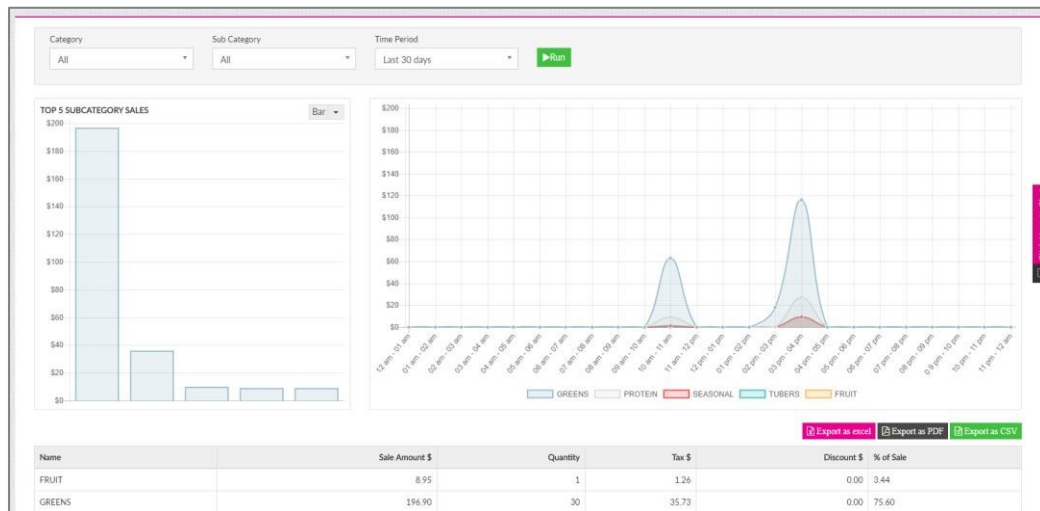 Category
Sub Category
Time Period
All
All
Last 30 days
Run
TOP 5 SUBCATEGORY SALES
Bar
$200
$180
$160
$140
$120
$100
$80
$60
$40
$20
$0
$200
$180
$160
$140
$120
$100
$80
$60
$40
$20
$0
12 am - 01 am
01 am - 02 am
02 am - 03 am
03 am - 04 am
04 am - 05 am
05 am - 06 am
06 am - 07 am
07 am - 08 am
08 am - 09 am
09 am - 10 am
10 am - 11 am
11 am - 12 pm
12 pm - 01 pm
01 pm - 02 pm
02 pm - 03 pm
03 pm - 04 pm
04 pm - 05 pm
05 pm - 06 pm
06 pm - 07 pm
07 pm - 08 pm
08 pm - 09 pm
0 9 pm - 10 pm
10 pm - 11 pm
11 pm - 12 am
GREENS PROTEIN SEASONAL TUBERS FRUIT
Export as excel Export as PDF Export as CSV
Name Sale Amount $ Quantity Tax $ Discount $ % of Sale
FRUIT 8.95 1 1.26 0.00 3.44
GREENS 196.90 30 35.73 0.00 75.60